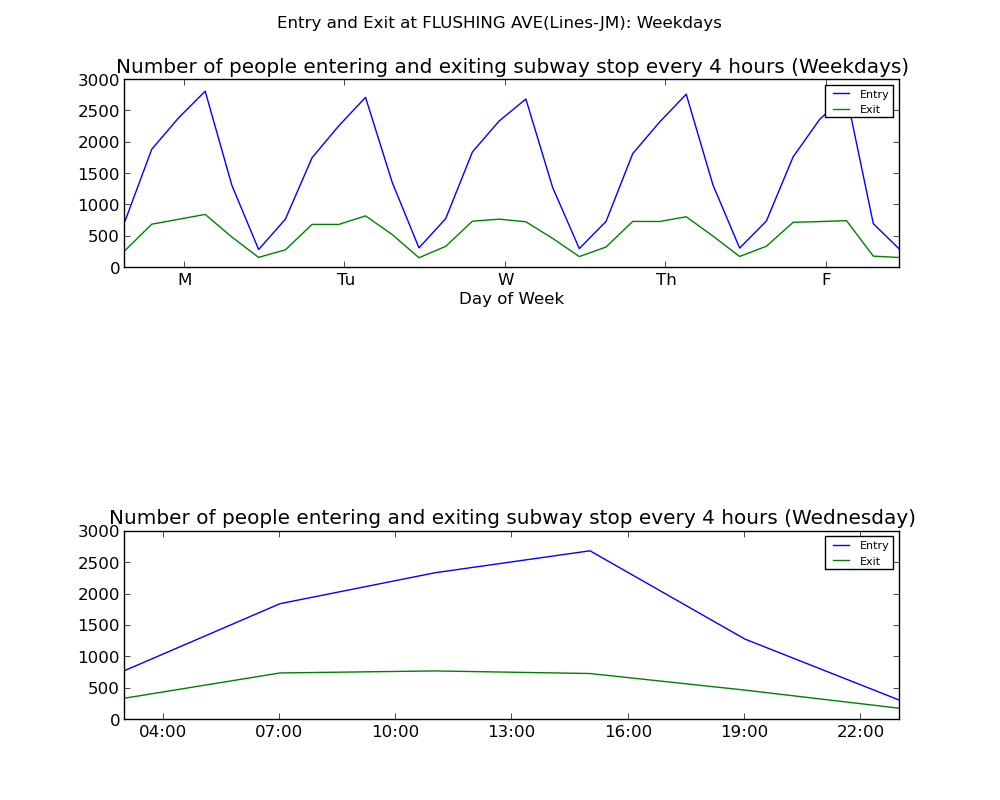 Entry and Exit at FLUSHING AVE(Lines-JM): Weekdays
Number of people entering and exiting subway stop every 4 hours (Weekdays)
3000
2500
2000
1500
1000
500
0
Entry
Exit
M Tu W Th F
Day of Week
Number of people entering and exiting subway stop every 4 hours (Wednesday)
3000
2500
2000
1500
1000
500
0
Entry
Exit
04:00 07:00 10:00 13:00 16:00 19:00 22:00